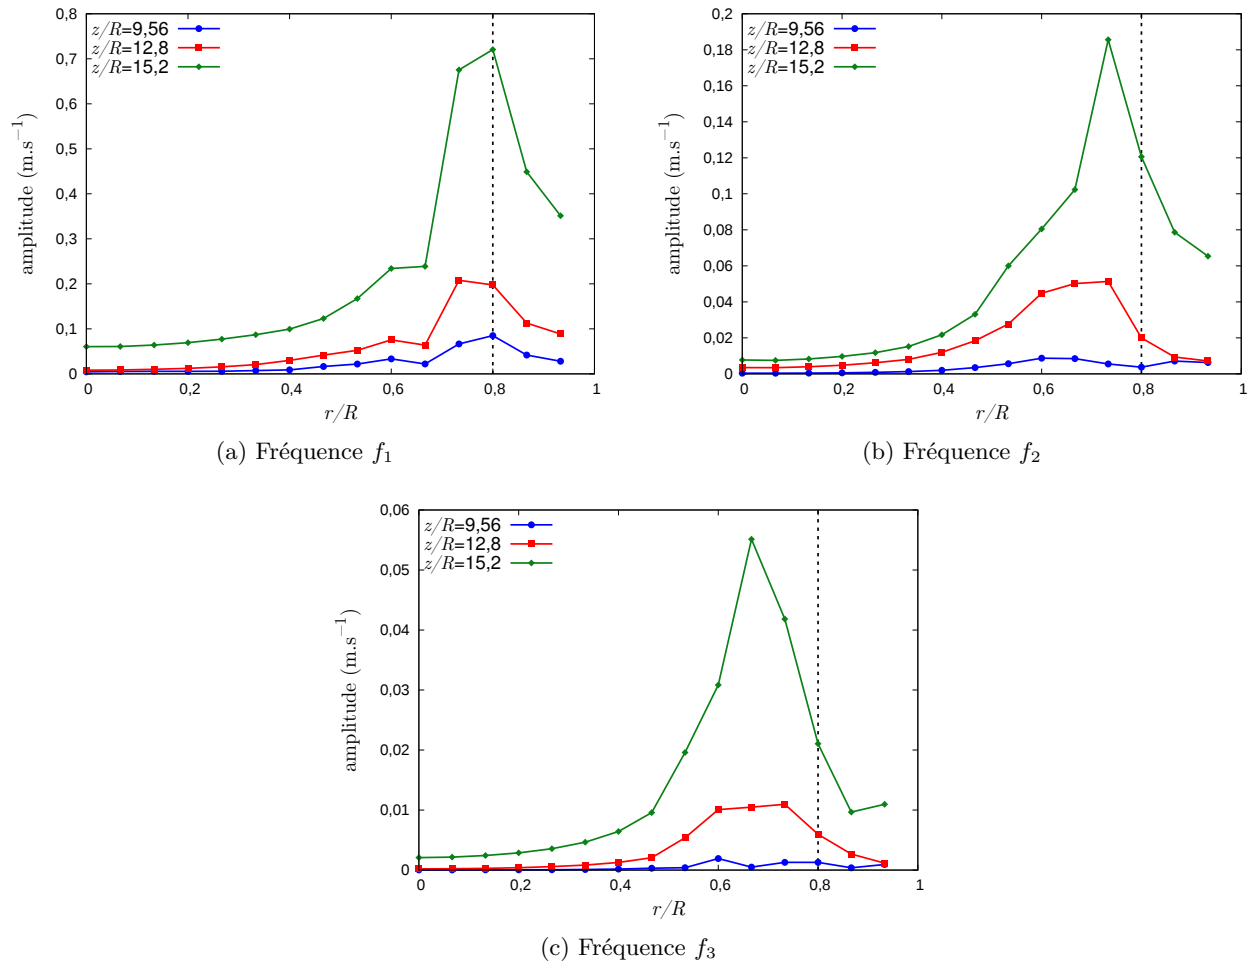 0,8
0,7
0,6
0,5
0,4
0,3
0,2
0,1
0
z/R=9,56
z/R=12,8
z/R=15,2
amplitude (m.s⁻¹)
0 0,2 0,4 0,6 0,8 1
r/R
(a) Fréquence f₁
0,2
0,18
0,16
0,14
0,12
0,1
0,08
0,06
0,04
0,02
0
z/R=9,56
z/R=12,8
z/R=15,2
amplitude (m.s⁻¹)
0 0,2 0,4 0,6 0,8 1
r/R
(b) Fréquence f₂
0,06
0,05
0,04
0,03
0,02
0,01
0
z/R=9,56
z/R=12,8
z/R=15,2
amplitude (m.s⁻¹)
0 0,2 0,4 0,6 0,8 1
r/R
(c) Fréquence f₃